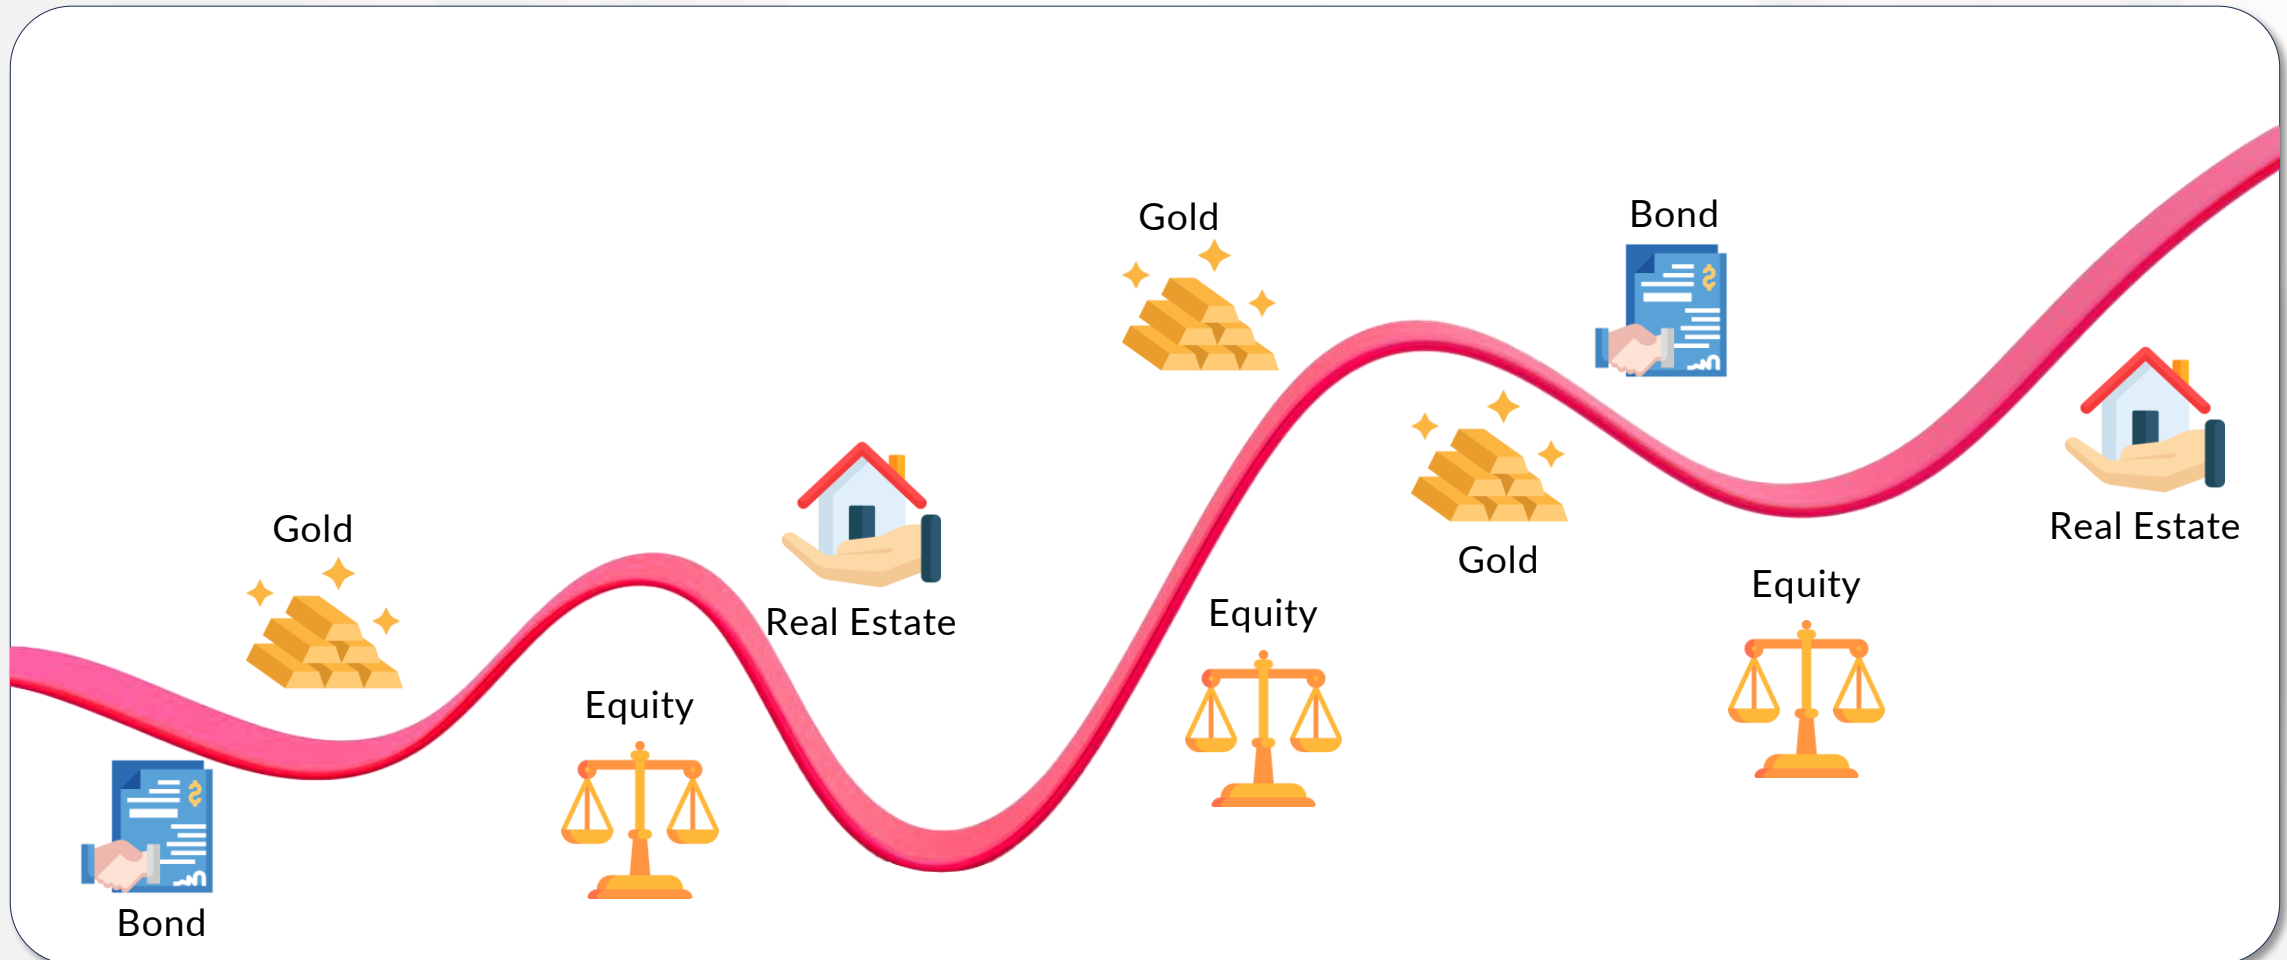 Gold
Bond
Gold
Gold
Real Estate
Equity
Equity
Real Estate
Equity
Bond